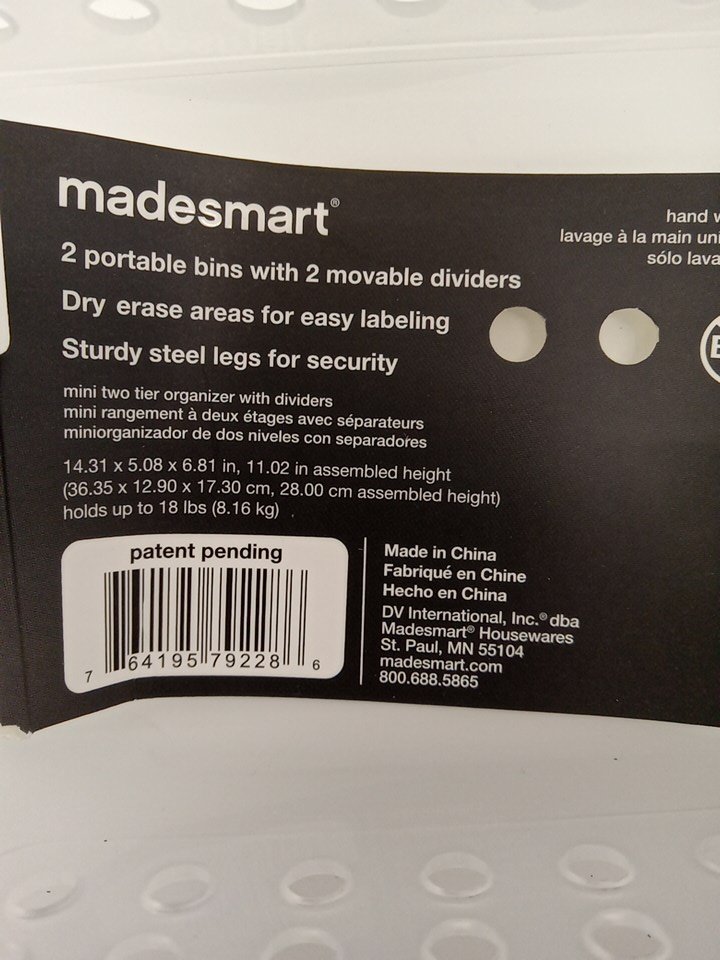 madesmart®
2 portable bins with 2 movable dividers
Dry erase areas for easy labeling
Sturdy steel legs for security
mini two tier organizer with dividers
mini rangement à deux étages avec séparateurs
miniorganizador de dos niveles con separadores
14.31 x 5.08 x 6.81 in, 11.02 in assembled height
(36.35 x 12.90 x 17.30 cm, 28.00 cm assembled height)
holds up to 18 lbs (8.16 kg)
hand
lavage à la main
sólo
patent pending
7 64195 79228 6
Made in China
Fabriqué en Chine
Hecho en China
DV International, Inc.® dba
Madesmart® Housewares
St. Paul, MN 55104
madesmart.com
800.688.5865